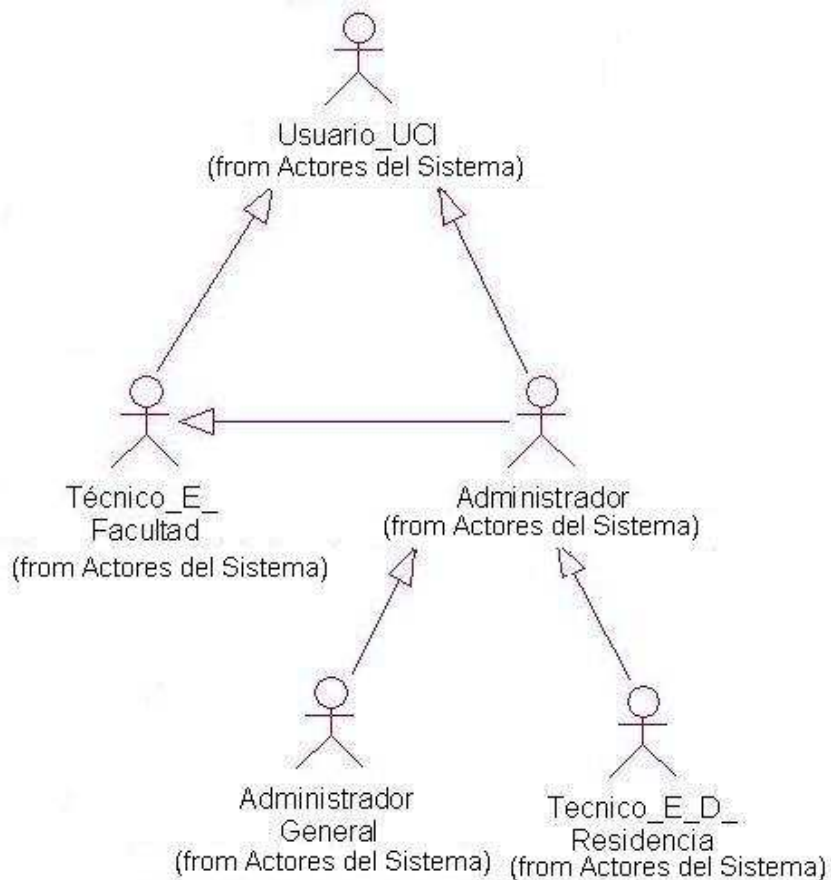 Usuario_UCI
(from Actores del Sistema)
Técnico_E_
Facultad
(from Actores del Sistema)
Administrador
(from Actores del Sistema)
Administrador
General
(from Actores del Sistema)
Tecnico_E_D_
Residencia
(from Actores del Sistema)